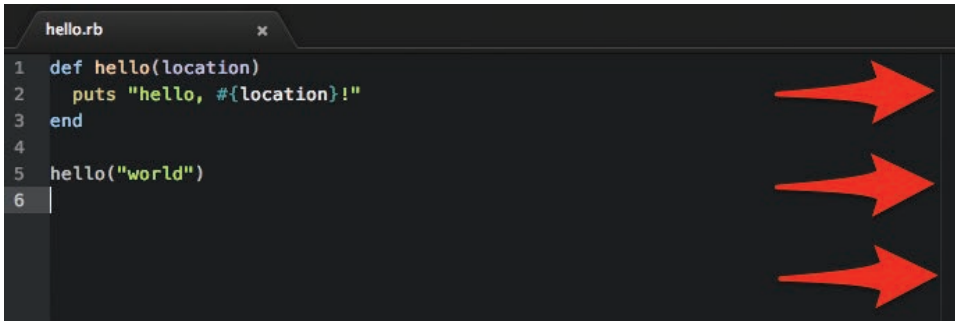 hello.rb ×
1 def hello(location)
2   puts "hello, #{location}!"
3 end
4
5 hello("world")
6